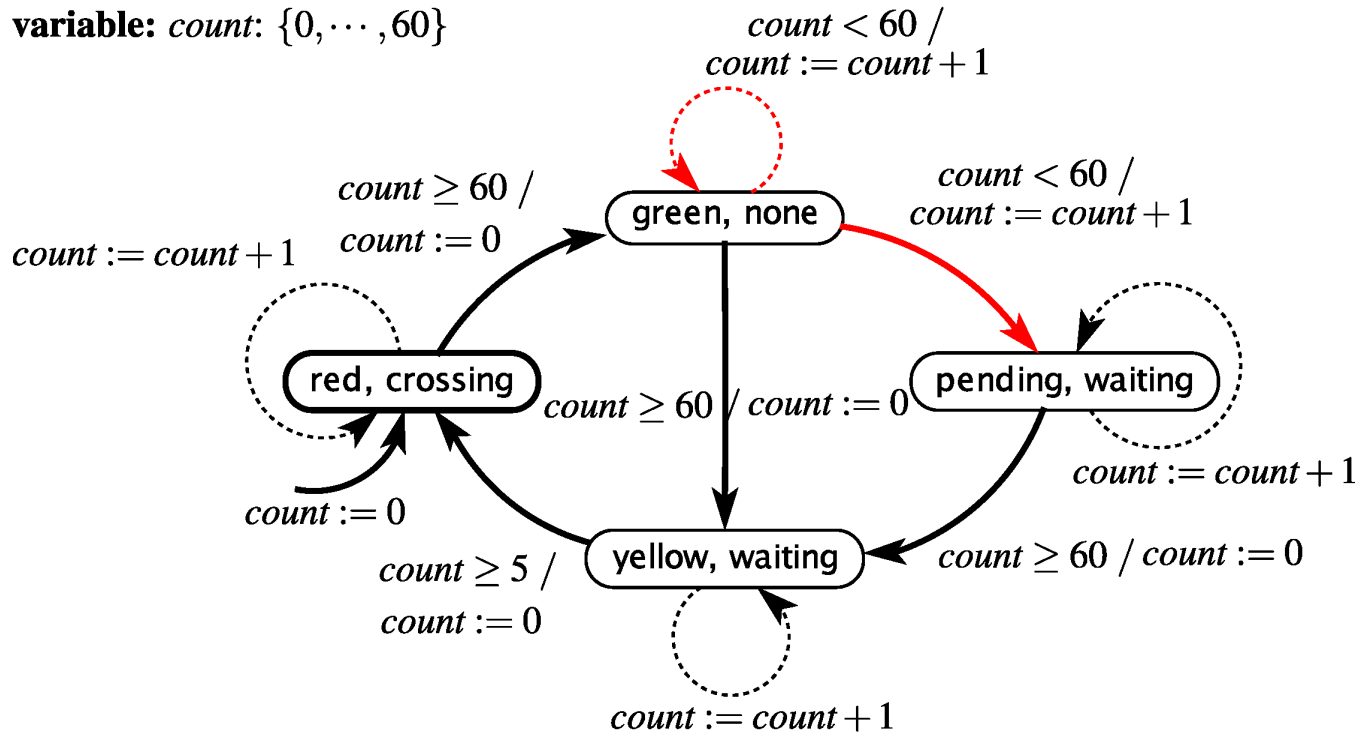 variable: count: {0, ⋯ , 60}
count < 60 /
count := count + 1
count ≥ 60 /
count := 0
count < 60 /
count := count + 1
green, none
count := count + 1
red, crossing
pending, waiting
count ≥ 60 / count := 0
count := count + 1
count := 0
yellow, waiting
count ≥ 60 / count := 0
count ≥ 5 /
count := 0
count := count + 1